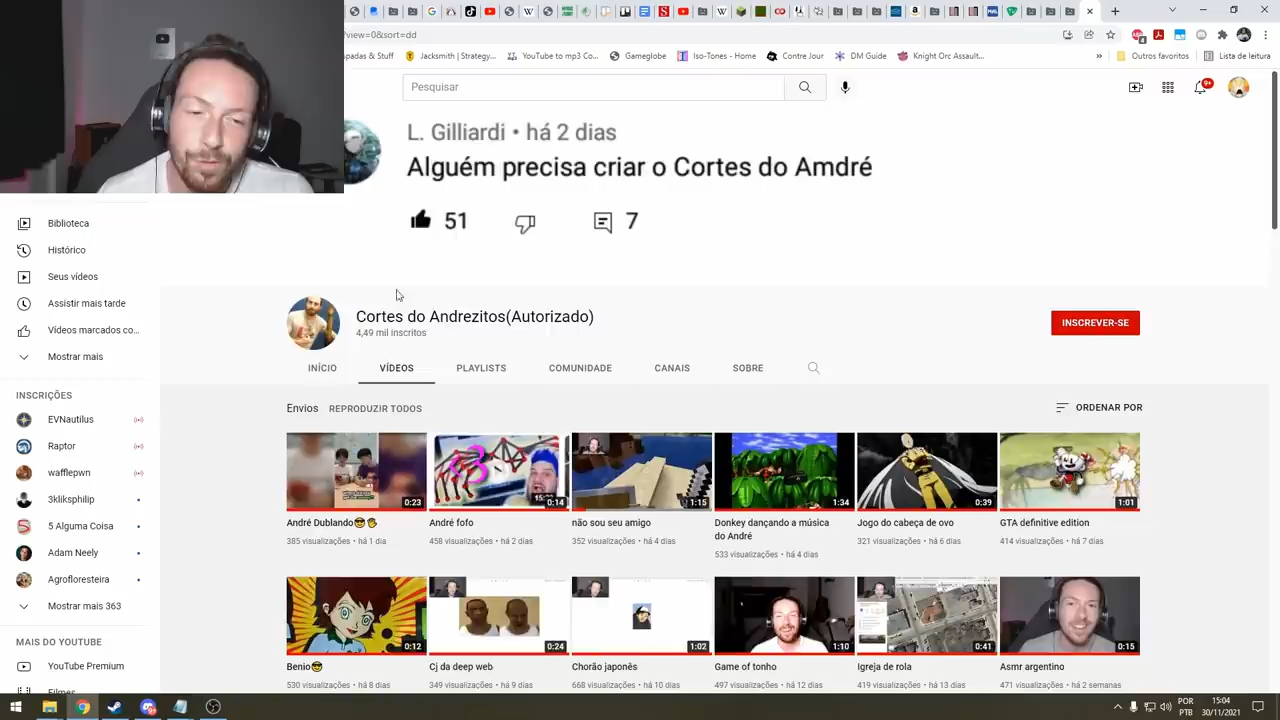 ?view=0&sort=dd
spadas & Stuff
Jacksmith | Strategy...
YouTube to mp3 Co...
Gameglobe
Iso-Tones - Home
Contre Jour
DM Guide
Knight Orc Assault...
»
Outros favoritos
Lista de leitura
Pesquisar
9+
L. Gilliardi • há 2 dias
Alguém precisa criar o Cortes do Amdré
51
7
Biblioteca
Histórico
Seus vídeos
Assistir mais tarde
Vídeos marcados co...
Mostrar mais
INSCRIÇÕES
EVNautilus
Raptor
wafflepwn
3kliksphilip
5 Alguma Coisa
Adam Neely
Agrofloresteira
Mostrar mais 363
MAIS DO YOUTUBE
YouTube Premium
Filmes
Cortes do Andrezitos(Autorizado)
4,49 mil inscritos
INSCREVER-SE
INÍCIO
VÍDEOS
PLAYLISTS
COMUNIDADE
CANAIS
SOBRE
Envios
REPRODUZIR TODOS
ORDENAR POR
0:23
0:14
1:15
1:34
0:39
1:01
André Dublando😎🤚
André fofo
não sou seu amigo
Donkey dançando a música
do André
Jogo do cabeça de ovo
GTA definitive edition
385 visualizações • há 1 dia
458 visualizações • há 2 dias
352 visualizações • há 4 dias
533 visualizações • há 4 dias
321 visualizações • há 6 dias
414 visualizações • há 7 dias
0:12
0:24
1:02
1:10
0:41
0:15
Benio😎
Cj da deep web
Chorão japonês
Game of tonho
Igreja de rola
Asmr argentino
530 visualizações • há 8 dias
349 visualizações • há 9 dias
668 visualizações • há 10 dias
497 visualizações • há 12 dias
419 visualizações • há 13 dias
471 visualizações • há 2 semanas
POR
PTB
15:04
30/11/2021